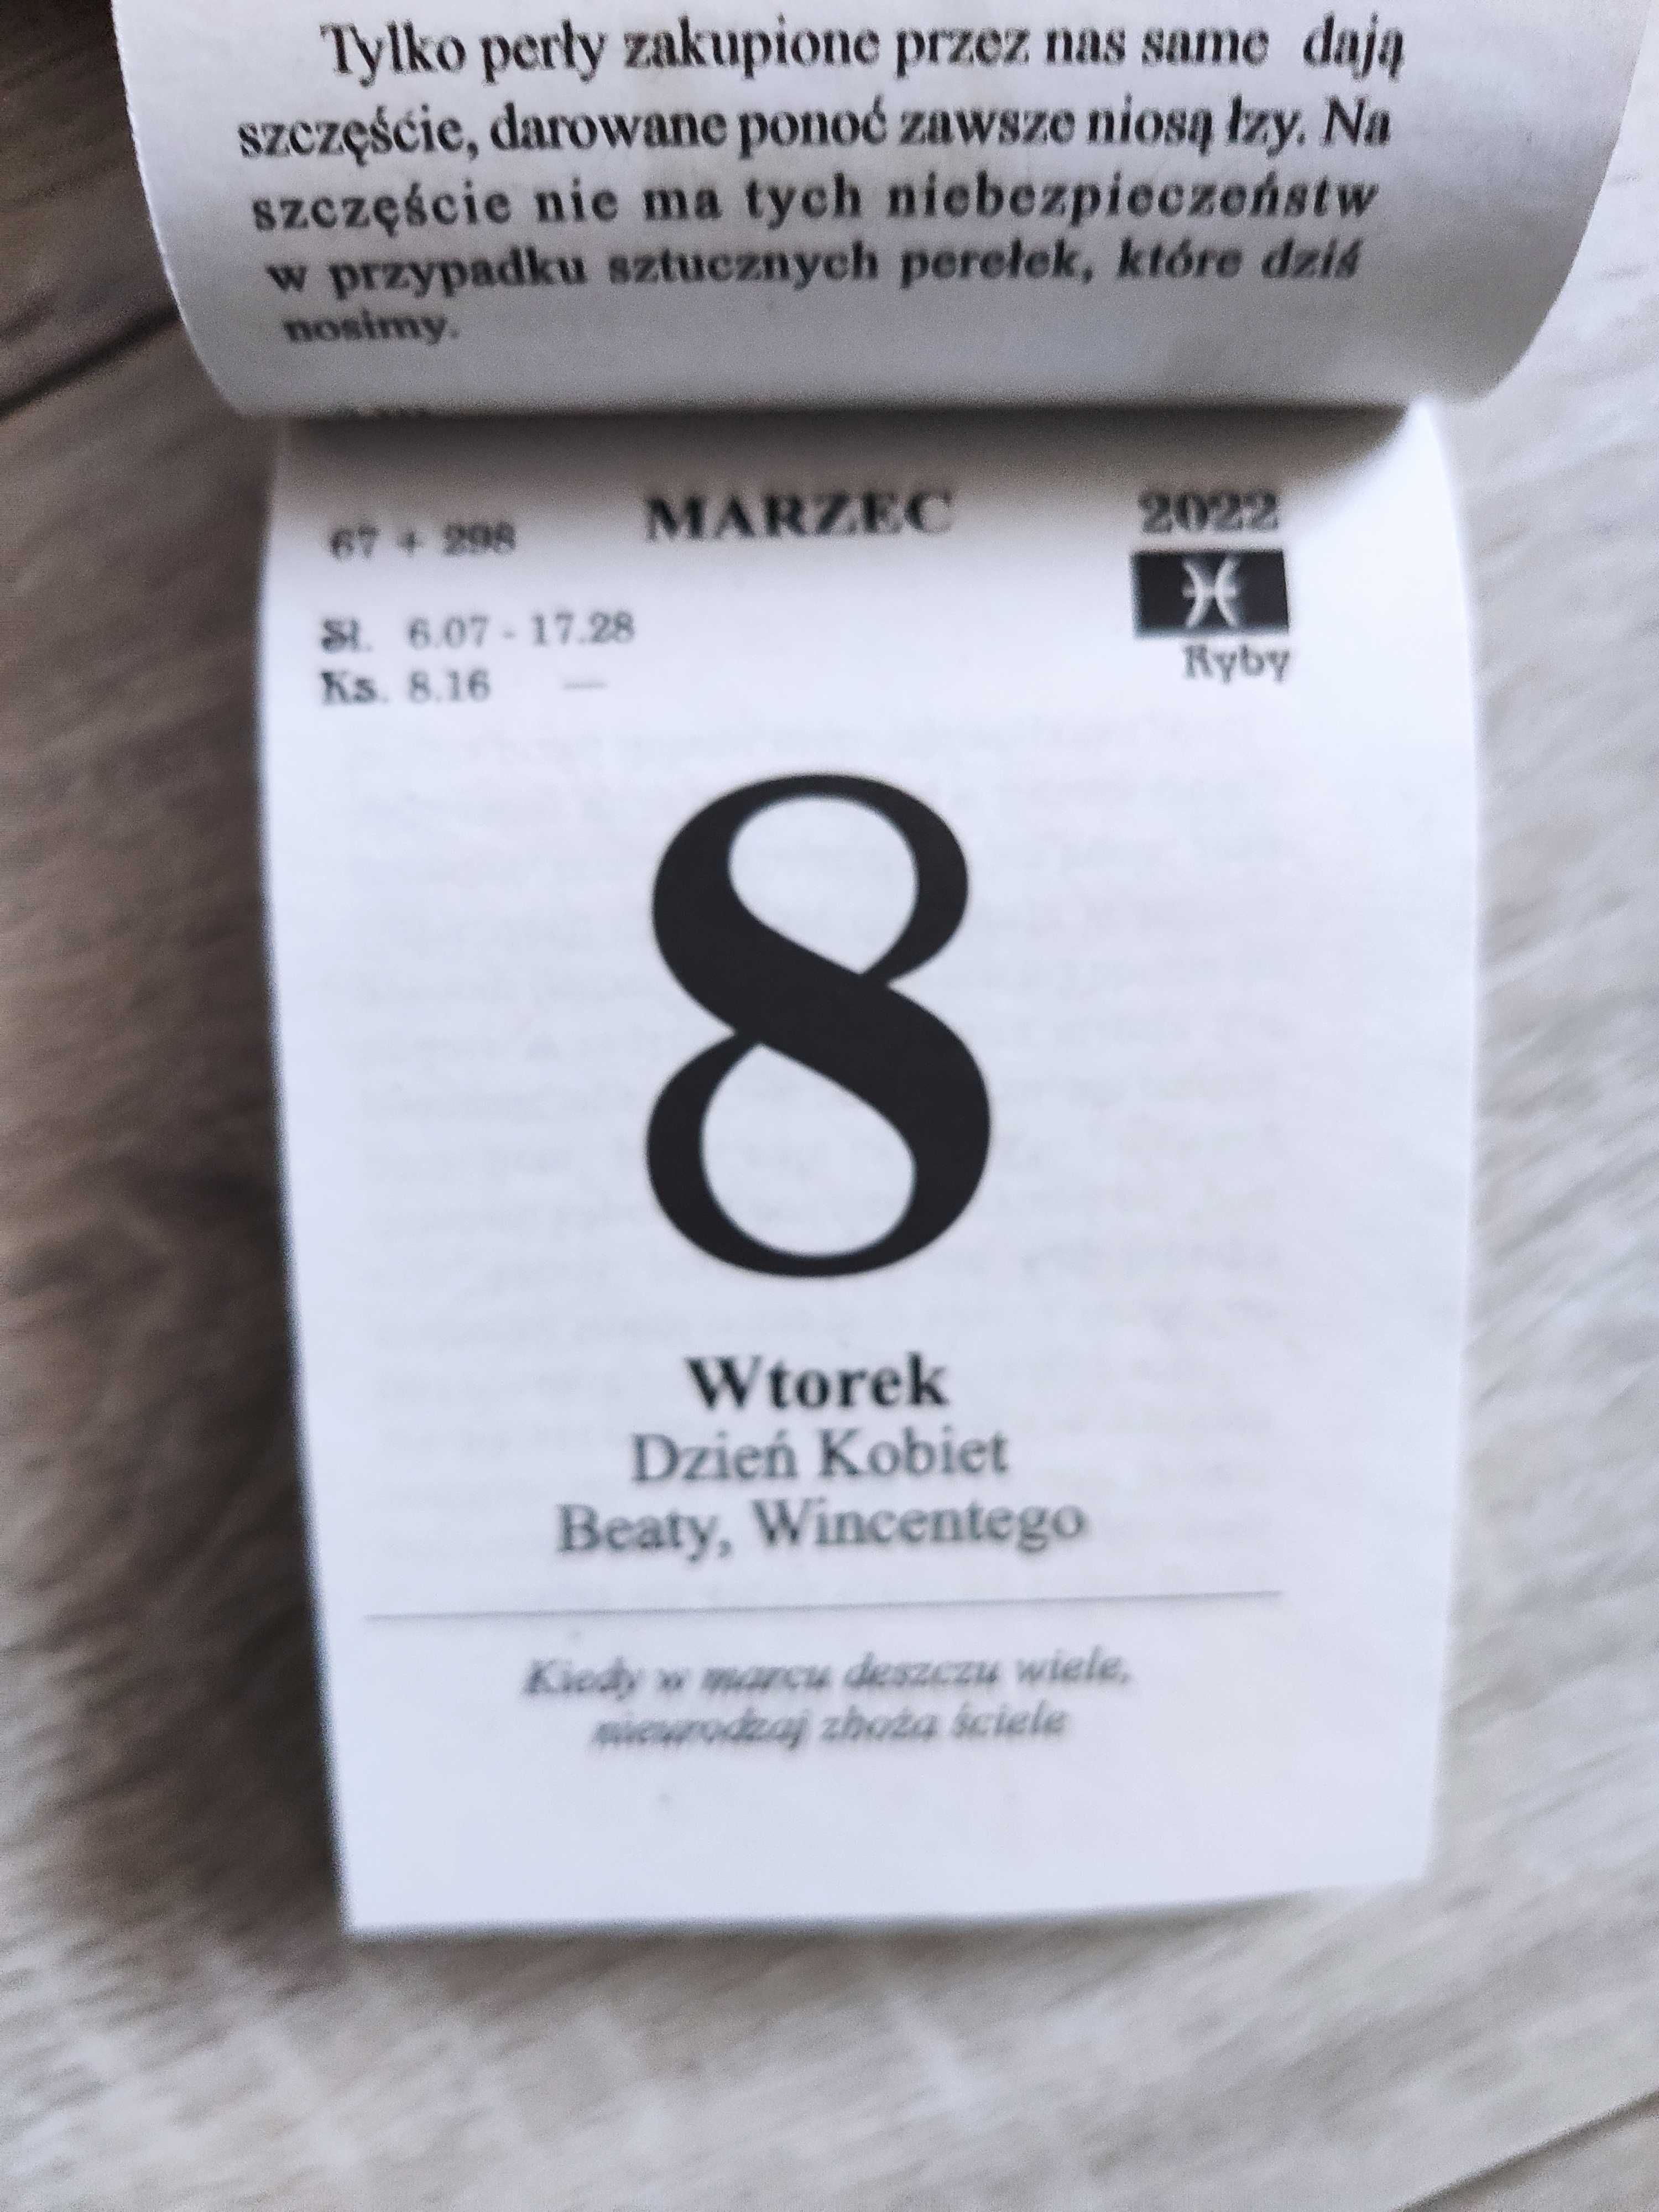 Tylko perły zakupione przez nas same dają
szczęście, darowane ponoć zawsze niosą łzy. Na
szczęście nie ma tych niebezpieczeństw
w przypadku sztucznych perełek, które dziś
nosimy.
67 + 298 MARZEC 2022
Sł. 6.07 - 17.28
Ks. 8.16 —
Ryby
8
Wtorek
Dzień Kobiet
Beaty, Wincentego
Kiedy w marcu deszczu wiele,
nieurodzaj zboża ściele